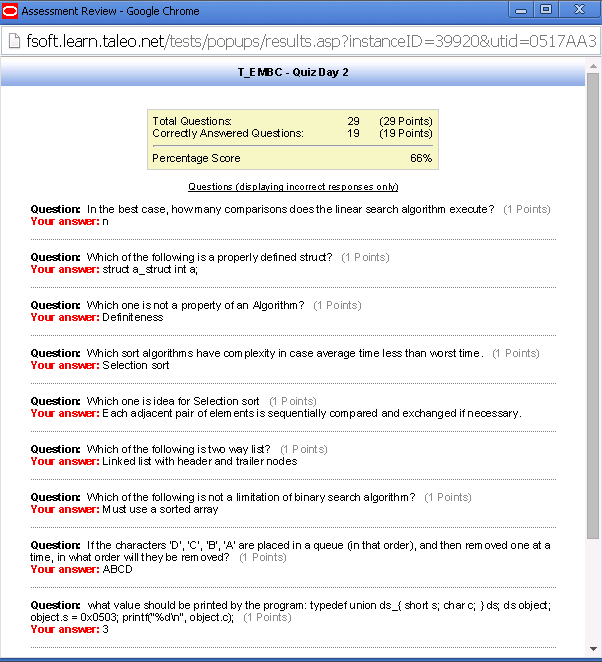 Assessment Review - Google Chrome
fsoft.learn.taleo.net/tests/popups/results.asp?instanceID=39920&utid=0517AA3
T_EMBC - Quiz Day 2
Total Questions: 29 (29 Points)
Correctly Answered Questions: 19 (19 Points)
Percentage Score 66%
Questions (displaying incorrect responses only)
Question: In the best case, how many comparisons does the linear search algorithm execute? (1 Points)
Your answer: n
Question: Which of the following is a properly defined struct? (1 Points)
Your answer: struct a_struct int a;
Question: Which one is not a property of an Algorithm? (1 Points)
Your answer: Definiteness
Question: Which sort algorithms have complexity in case average time less than worst time. (1 Points)
Your answer: Selection sort
Question: Which one is idea for Selection sort (1 Points)
Your answer: Each adjacent pair of elements is sequentially compared and exchanged if necessary.
Question: Which of the following is two way list? (1 Points)
Your answer: Linked list with header and trailer nodes
Question: Which of the following is not a limitation of binary search algorithm? (1 Points)
Your answer: Must use a sorted array
Question: If the characters 'D', 'C', 'B', 'A' are placed in a queue (in that order), and then removed one at a
time, in what order will they be removed? (1 Points)
Your answer: ABCD
Question: what value should be printed by the program: typedef union ds_{ short s; char c; } ds; ds object;
object.s = 0x0503; printf("%d\n", object.c); (1 Points)
Your answer: 3